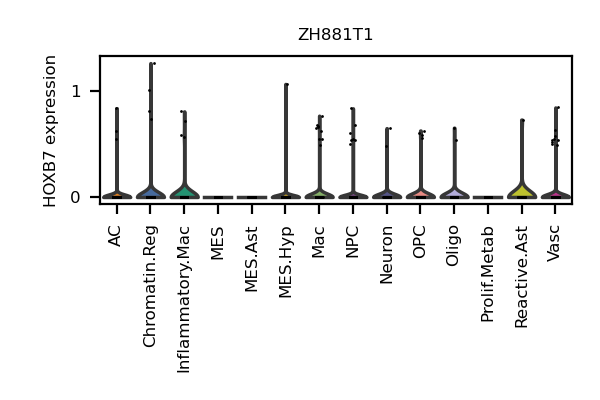 ZH881T1
HOXB7 expression
1
0
AC
Chromatin.Reg
Inflammatory.Mac
MES
MES.Ast
MES.Hyp
Mac
NPC
Neuron
OPC
Oligo
Prolif.Metab
Reactive.Ast
Vasc